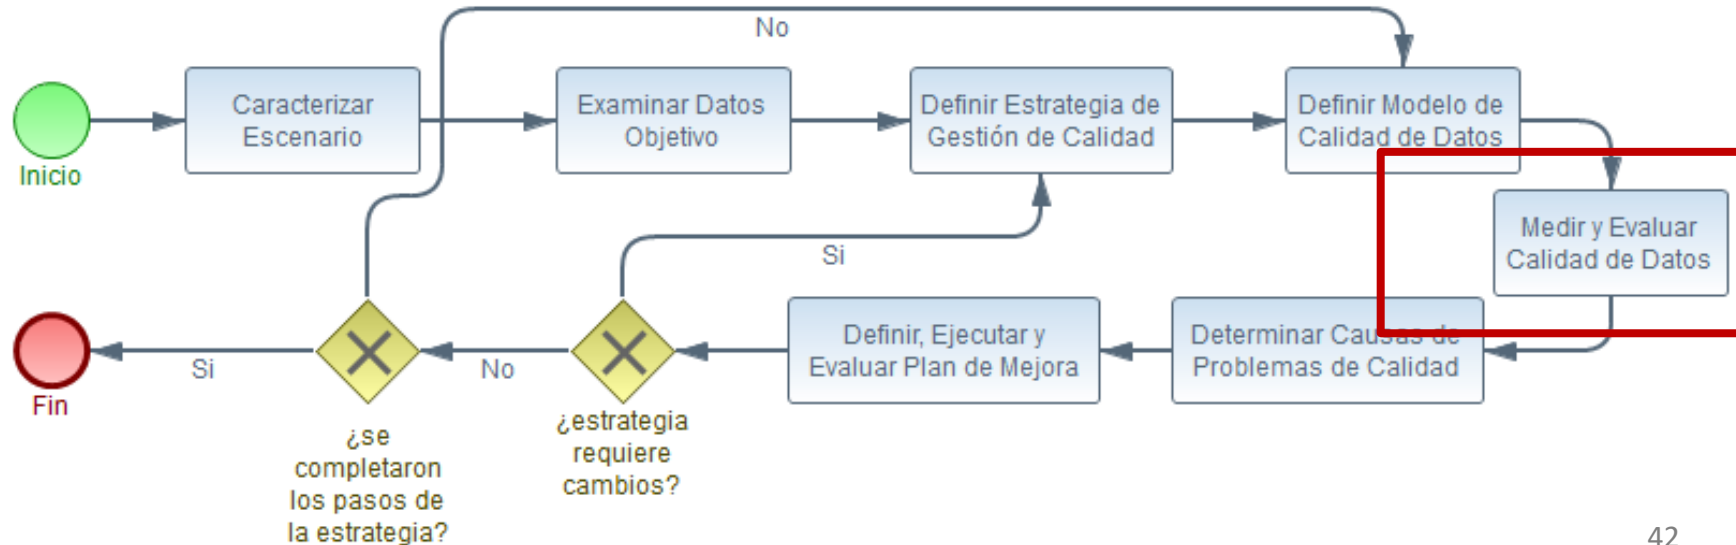 No
Inicio
Caracterizar
Escenario
Examinar Datos
Objetivo
Definir Estrategia de
Gestión de Calidad
Definir Modelo de
Calidad de Datos
Medir y Evaluar
Calidad de Datos
Si
Fin
Si
No
Definir, Ejecutar y
Evaluar Plan de Mejora
Determinar Causas de
Problemas de Calidad
¿se
completaron
los pasos de
la estrategia?
¿estrategia
requiere
cambios?
42